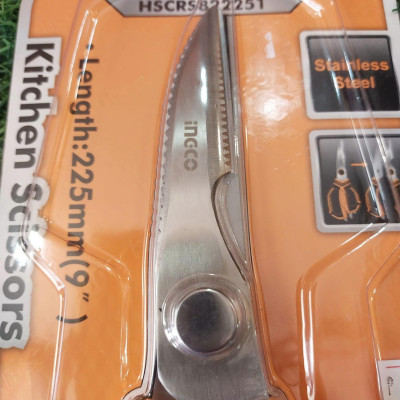 HSCRS822251
Stainless
Steel
INGCO
Kitchen Scissors
• Length:225mm(9″)